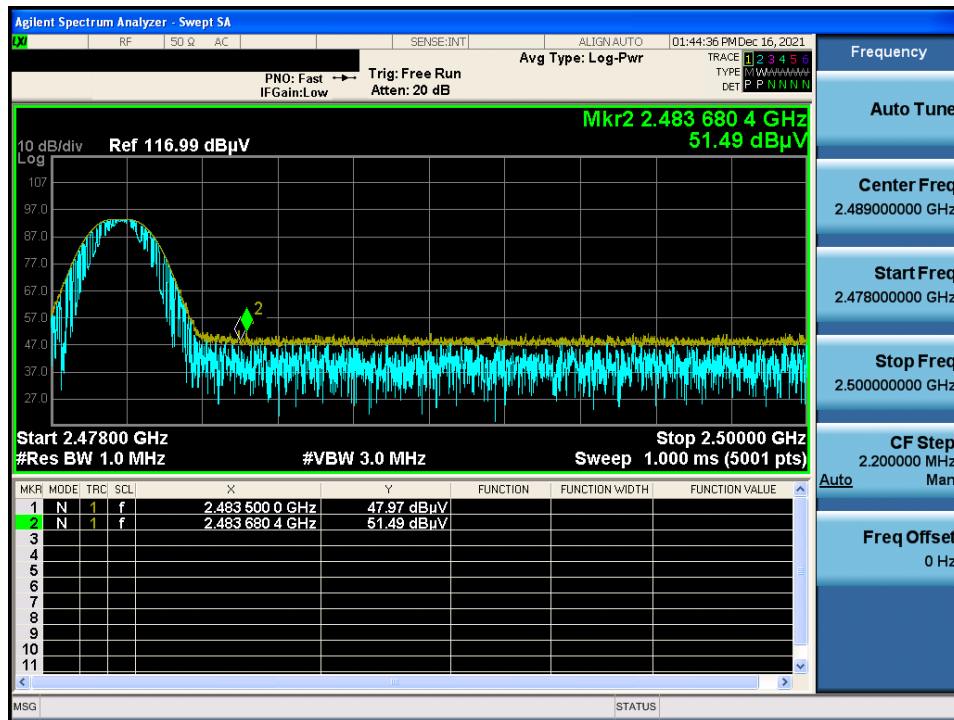 Agilent Spectrum Analyzer - Swept SA
LXI RF 50 Ω AC SENSE:INT ALIGN AUTO 01:44:36 PM Dec 16, 2021
Avg Type: Log-Pwr
TRACE 1 2 3 4 5 6
PNO: Fast Trig: Free Run
TYPE M W
IFGain:Low Atten: 20 dB
DET P P N N N N
Mkr2 2.483 680 4 GHz
51.49 dBµV
10 dB/div Ref 116.99 dBµV
Log
107
97.0
87.0
77.0
67.0
57.0
47.0
37.0
27.0
2
Start 2.47800 GHz Stop 2.50000 GHz
#Res BW 1.0 MHz #VBW 3.0 MHz Sweep 1.000 ms (5001 pts)
MKR MODE TRC SCL X Y FUNCTION FUNCTION WIDTH FUNCTION VALUE
1 N 1 f 2.483 500 0 GHz 47.97 dBµV
2 N 1 f 2.483 680 4 GHz 51.49 dBµV
3
4
5
6
7
8
9
10
11
MSG STATUS
Frequency
Auto Tune
Center Freq
2.489000000 GHz
Start Freq
2.478000000 GHz
Stop Freq
2.500000000 GHz
CF Step
2.200000 MHz
Auto Man
Freq Offset
0 Hz